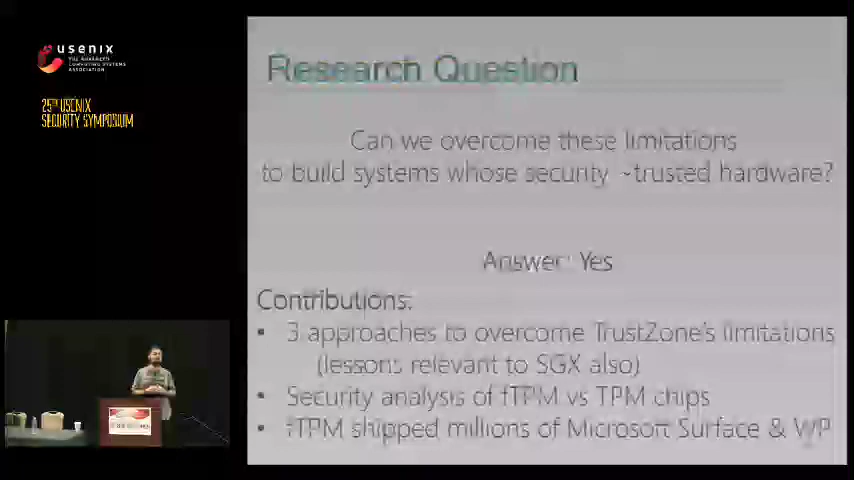 usenix
THE ADVANCED
COMPUTING SYSTEMS
ASSOCIATION
25TH USENIX
SECURITY SYMPOSIUM
Research Question
Can we overcome these limitations
to build systems whose security ~trusted hardware?
Answer: Yes
Contributions:
• 3 approaches to overcome TrustZone's limitations
(lessons relevant to SGX also)
• Security analysis of fTPM vs TPM chips
• fTPM shipped millions of Microsoft Surface & WP